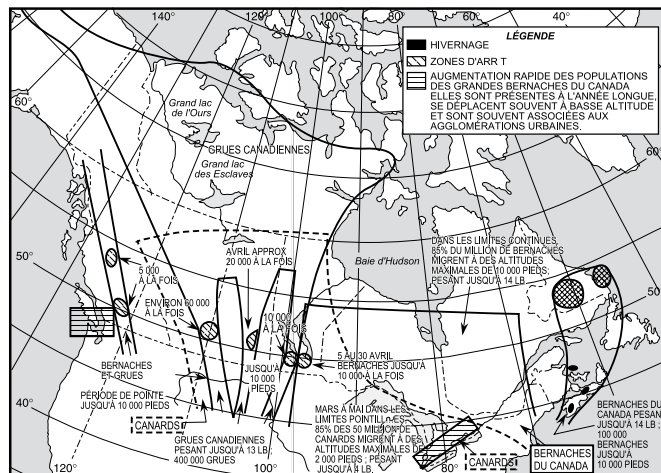 140°
120°
100°
80°
60°
40°
LÉGENDE
HIVERNAGE
ZONES D'ARR T
AUGMENTATION RAPIDE DES POPULATIONS
DES GRANDES BERNACHES DU CANADA
ELLES SONT PRÉSENTES À L'ANNÉE LONGUE,
SE DÉPLACENT SOUVENT À BASSE ALTITUDE
ET SONT SOUVENT ASSOCIÉES AUX
AGGLOMÉRATIONS URBAINES.
60°
Grand lac
de l'Ours
GRUES CANADIENNES
Grand lac
des Esclaves
60°
Baie d'Hudson
DANS LES LIMITES CONTINUES,
85% DU MILLION DE BERNACHES
MIGRENT À DES ALTITUDES
MAXIMALES DE 10 000 PIEDS;
PESANT JUSQU'À 14 LB.
AVRIL APPROX
20 000 À LA FOIS
50°
5 000
À LA FOIS
ENVIRON 60 000
À LA FOIS
10 000
À LA FOIS
50°
5 AU 30 AVRIL
BERNACHES JUSQU'À
10 000 À LA FOIS
BERNACHES
ET GRUES
JUSQU'À
10 000
PIEDS
PÉRIODE DE POINTE
JUSQU'À 10 000 PIEDS
40°
CANARDS
GRUES CANADIENNES
PESANT JUSQU'À 13 LB;
400 000 GRUES
MARS À MAI DANS LES
LIMITES POINTILLÉES,
85% DES 50 MILLION DE
CANARDS MIGRENT À DES
ALTITUDES MAXIMALES DE
2 000 PIEDS; PESANT
JUSQU'À 4 LB.
CANARDS
BERNACHES
DU CANADA
BERNACHES DU
CANADA PESANT
JUSQU'À 14 LB;
100 000
BERNACHES
JUSQU'À
10 000 PIEDS
40°
120°
100°
80°